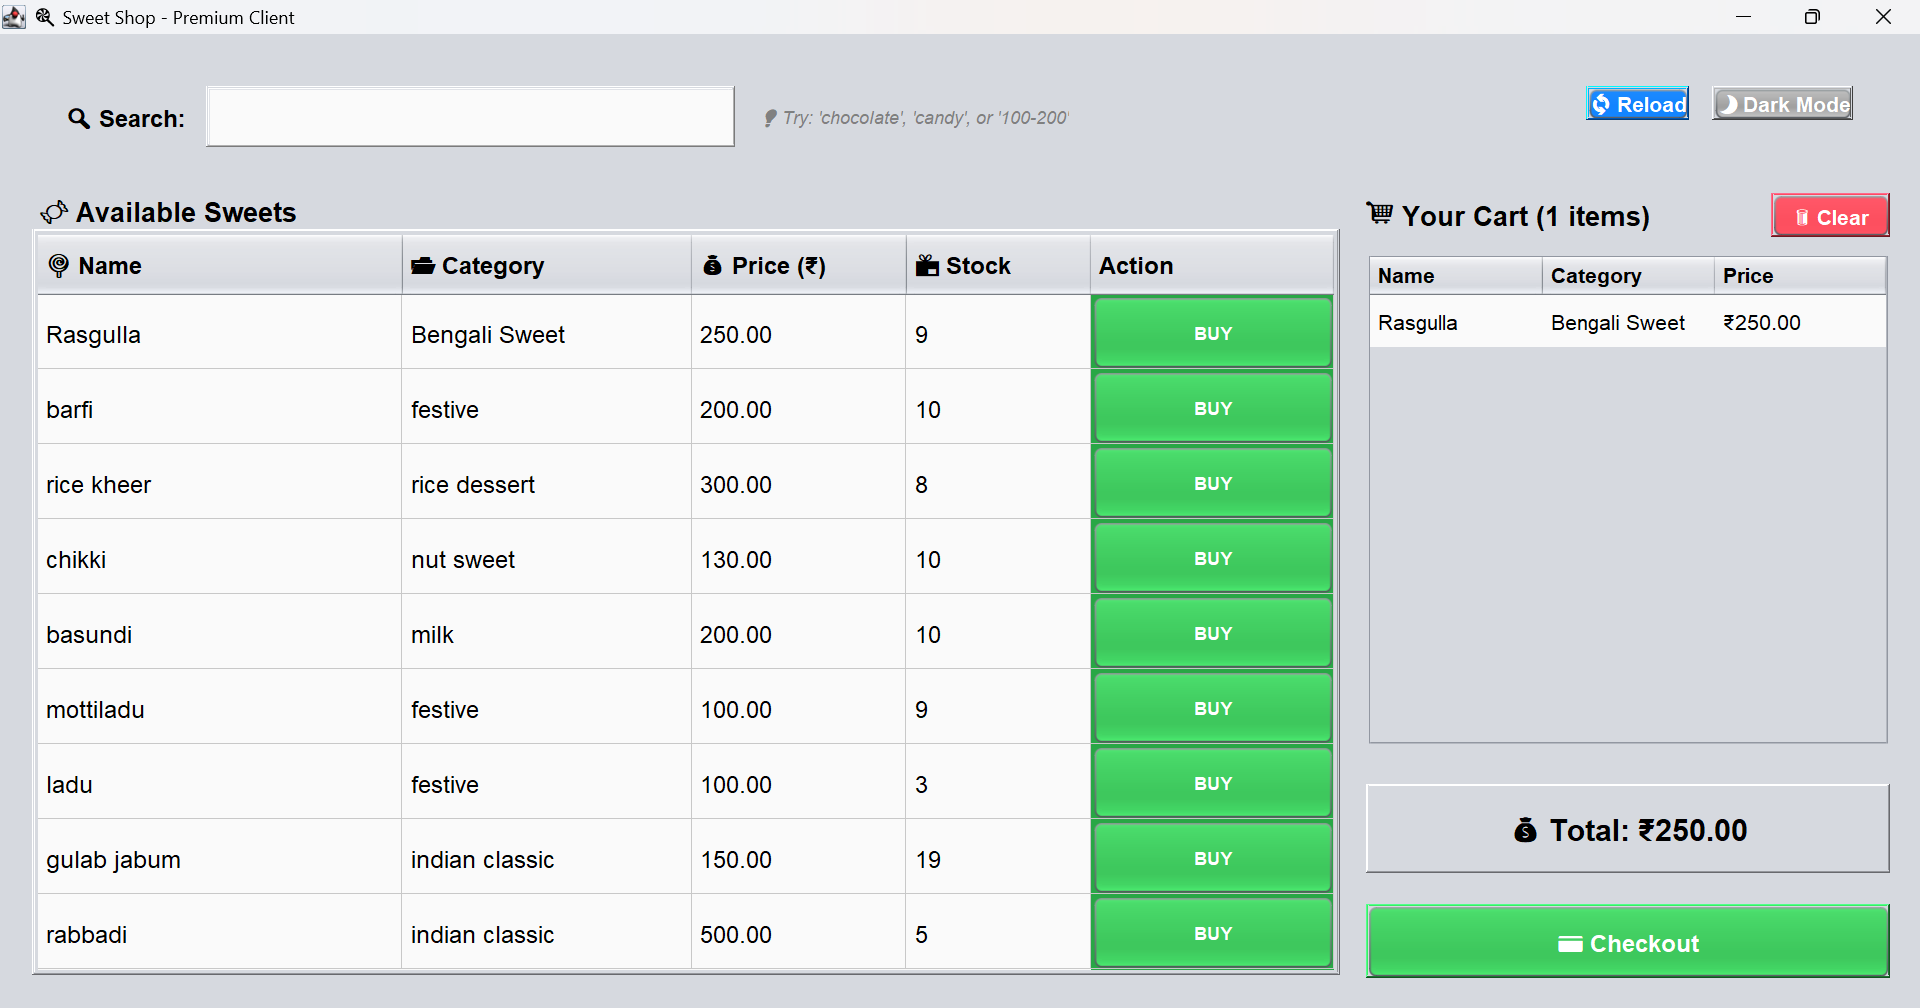 Sweet Shop - Premium Client
Search:
Try: 'chocolate', 'candy', or '100-200'
Reload
Dark Mode
Available Sweets
Name Category Price (₹) Stock Action
Rasgulla Bengali Sweet 250.00 9 BUY
barfi festive 200.00 10 BUY
rice kheer rice dessert 300.00 8 BUY
chikki nut sweet 130.00 10 BUY
basundi milk 200.00 10 BUY
mottiladu festive 100.00 9 BUY
ladu festive 100.00 3 BUY
gulab jabum indian classic 150.00 19 BUY
rabbadi indian classic 500.00 5 BUY
Your Cart (1 items)
Clear
Name Category Price
Rasgulla Bengali Sweet ₹250.00
Total: ₹250.00
Checkout